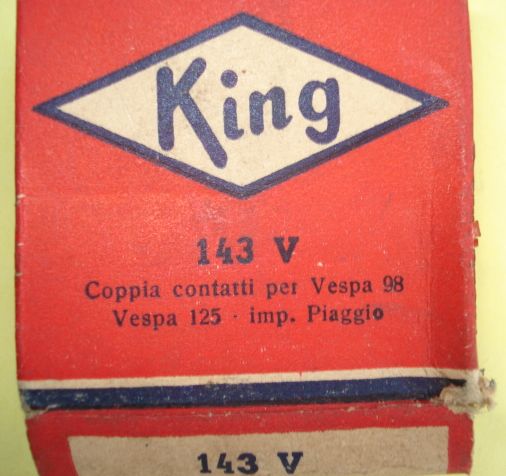 King
143 V
Coppia contatti per Vespa 98
Vespa 125 - imp. Piaggio
143 V